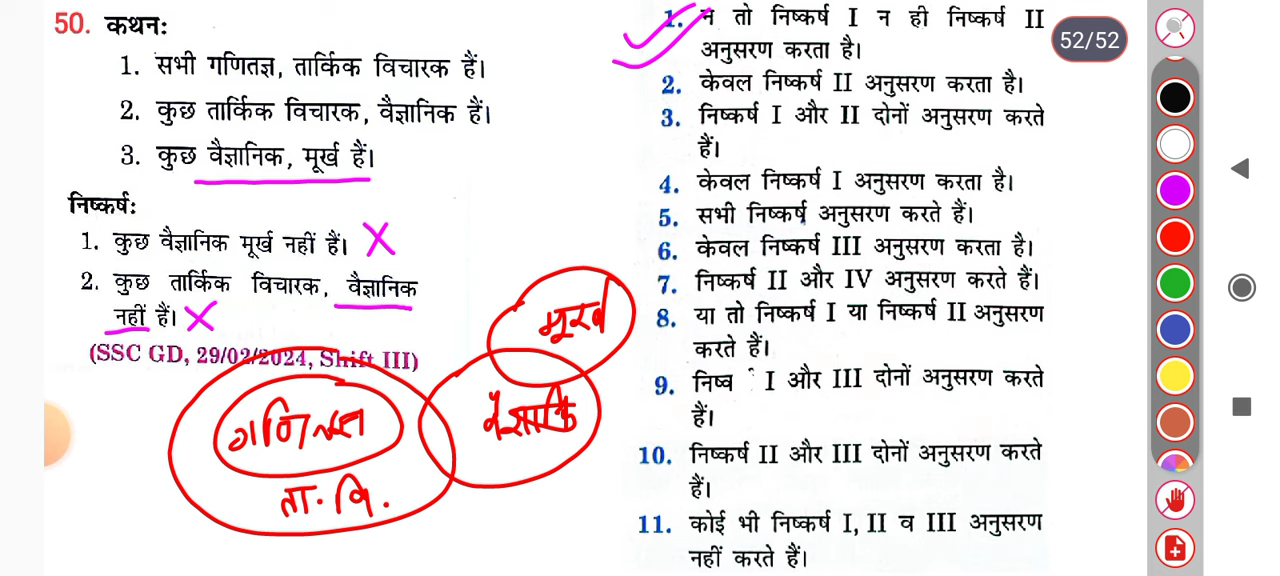 50. कथन:
1. सभी गणितज्ञ, तार्किक विचारक हैं।
2. कुछ तार्किक विचारक, वैज्ञानिक हैं।
3. कुछ वैज्ञानिक, मूर्ख हैं।
निष्कर्ष:
1. कुछ वैज्ञानिक मूर्ख नहीं हैं।
2. कुछ तार्किक विचारक, वैज्ञानिक
नहीं हैं।
(SSC GD, 29/02/2024, Shift III)
मूर्ख
गणितज्ञ
ता. वि.
1. न तो निष्कर्ष I न ही निष्कर्ष II
अनुसरण करता है।
2. केवल निष्कर्ष II अनुसरण करता है।
3. निष्कर्ष I और II दोनों अनुसरण करते
हैं।
4. केवल निष्कर्ष I अनुसरण करता है।
5. सभी निष्कर्ष अनुसरण करते हैं।
6. केवल निष्कर्ष III अनुसरण करता है।
7. निष्कर्ष II और IV अनुसरण करते हैं।
8. या तो निष्कर्ष I या निष्कर्ष II अनुसरण
करते हैं।
9. I और III दोनों अनुसरण करते
हैं।
10. निष्कर्ष II और III दोनों अनुसरण करते
हैं।
11. कोई भी निष्कर्ष I, II व III अनुसरण
नहीं करते हैं।
52/52